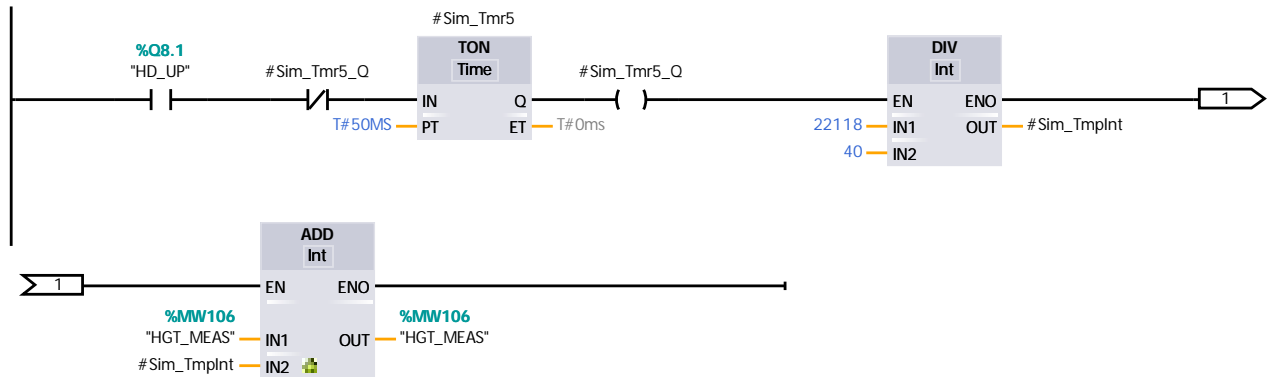 #Sim_Tmr5
%Q8.1
"HD_UP"
#Sim_Tmr5_Q
TON
Time
IN
Q
T#50MS
PT
ET
T#0ms
#Sim_Tmr5_Q
DIV
Int
EN
ENO
22118
IN1
OUT
#Sim_TmpInt
40
IN2
1
1
ADD
Int
EN
ENO
%MW106
"HGT_MEAS"
IN1
OUT
%MW106
"HGT_MEAS"
#Sim_TmpInt
IN2